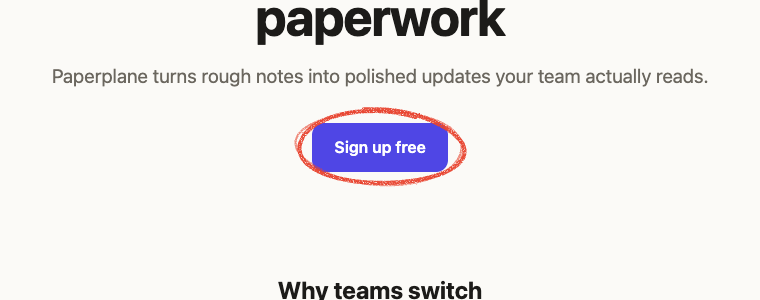 paperwork
Paperplane turns rough notes into polished updates your team actually reads.
Sign up free
Why teams switch